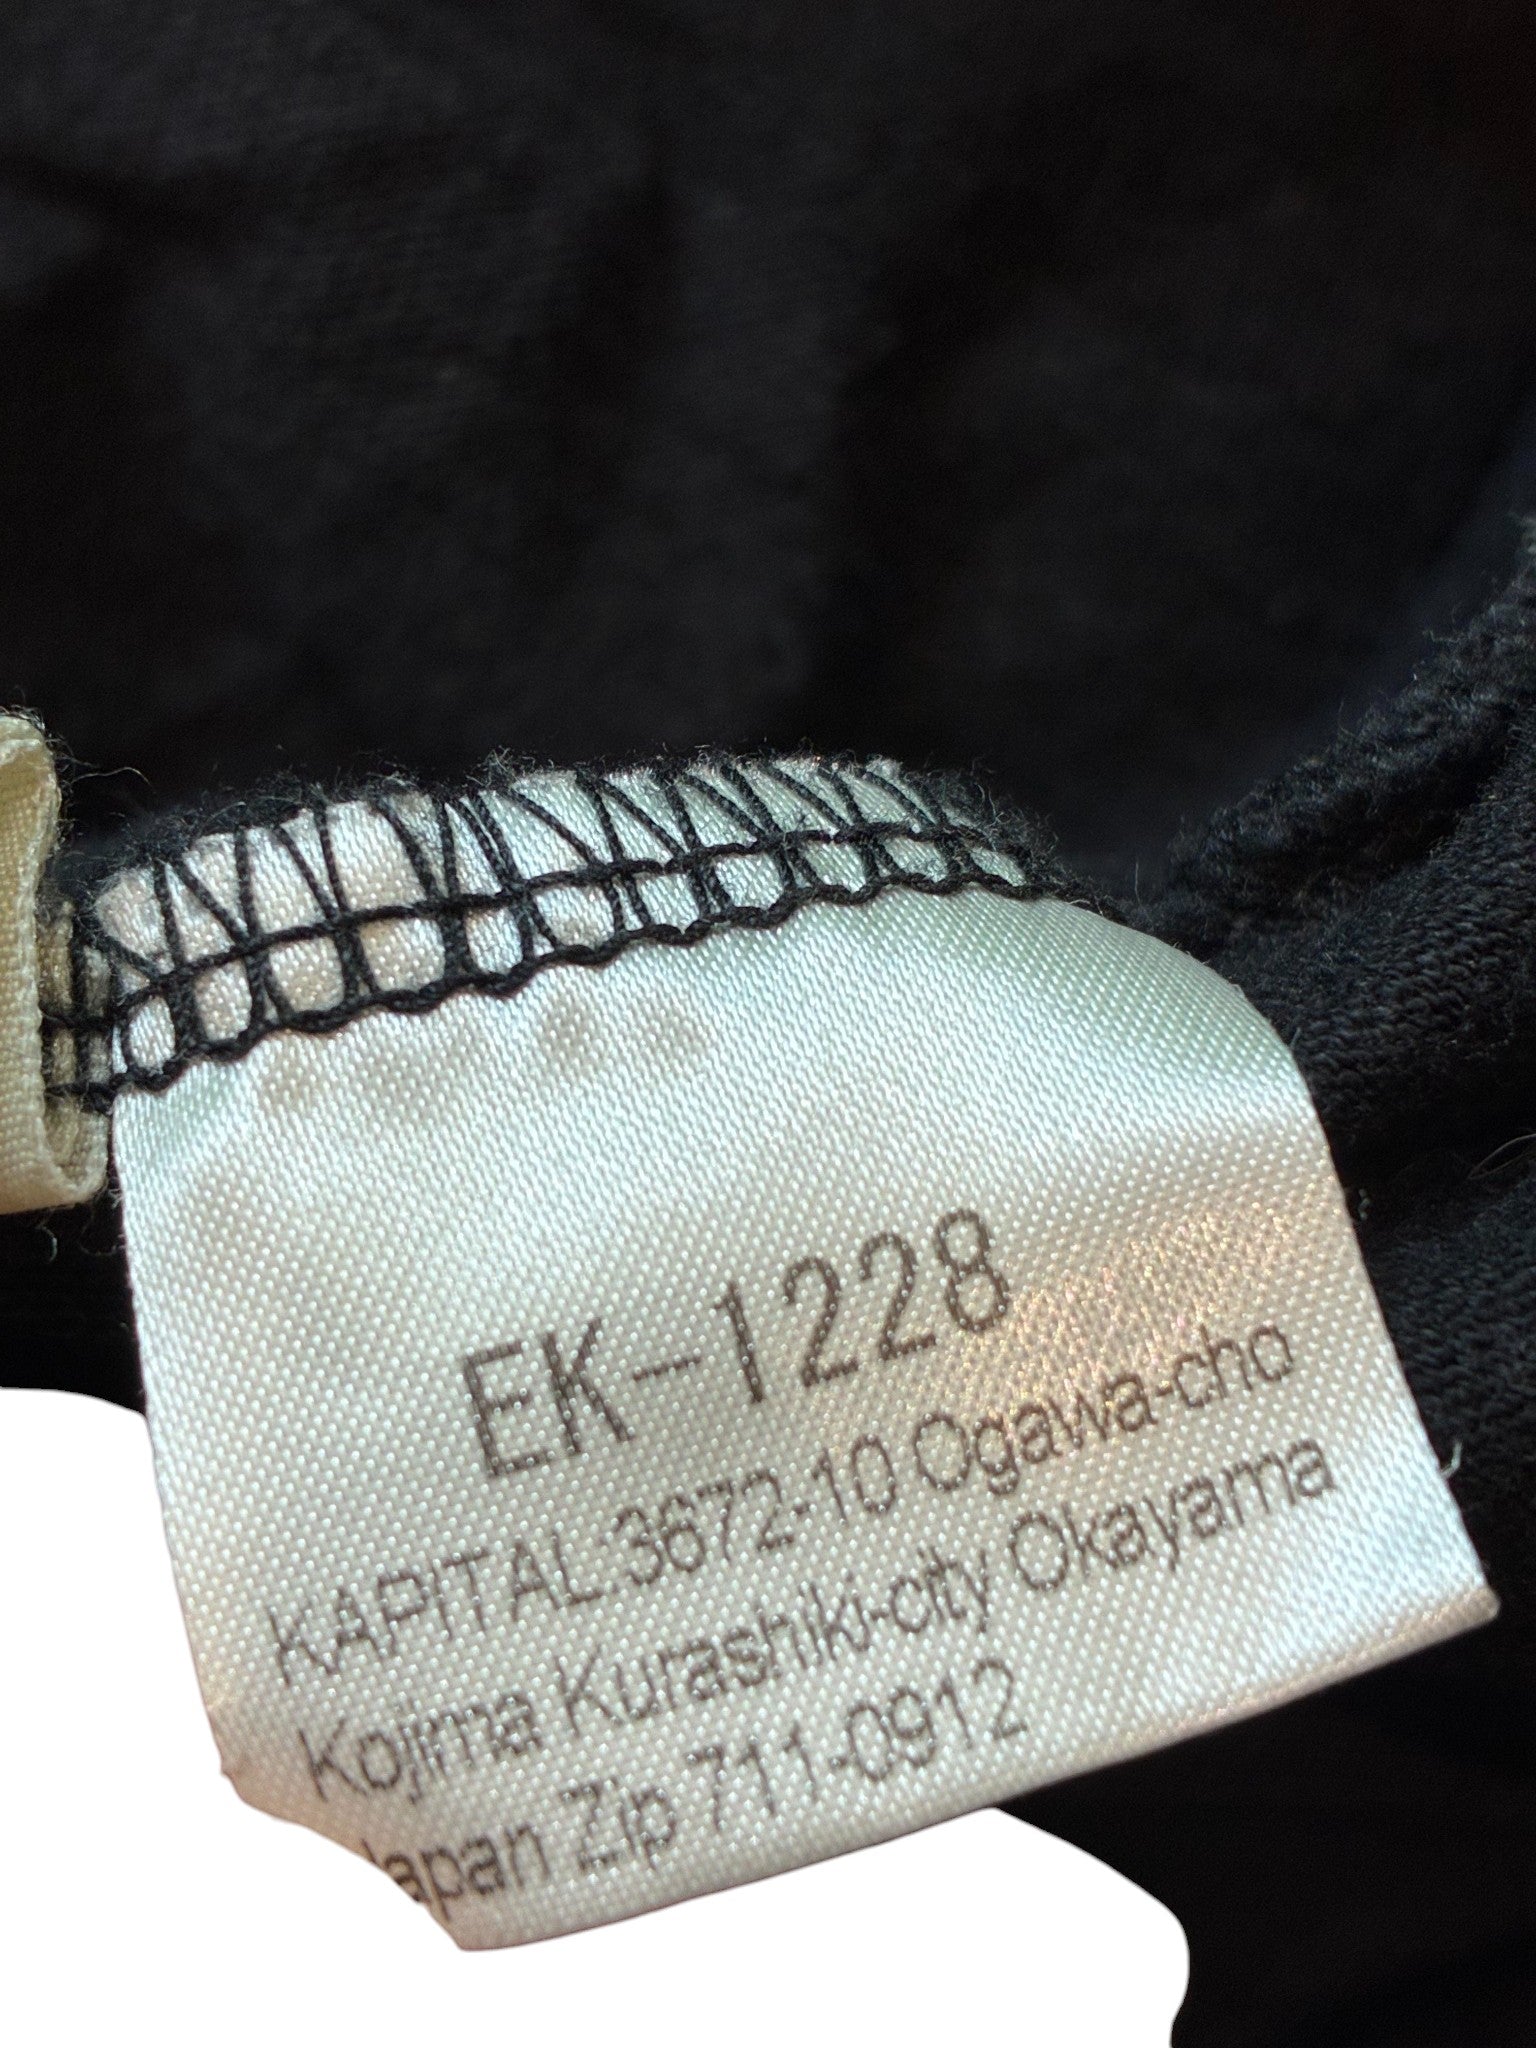 EK-1228
KAPITAL.3672-10 Ogawa-cho
Kojima Kurashiki-city Okayama
Japan Zip 711-0912